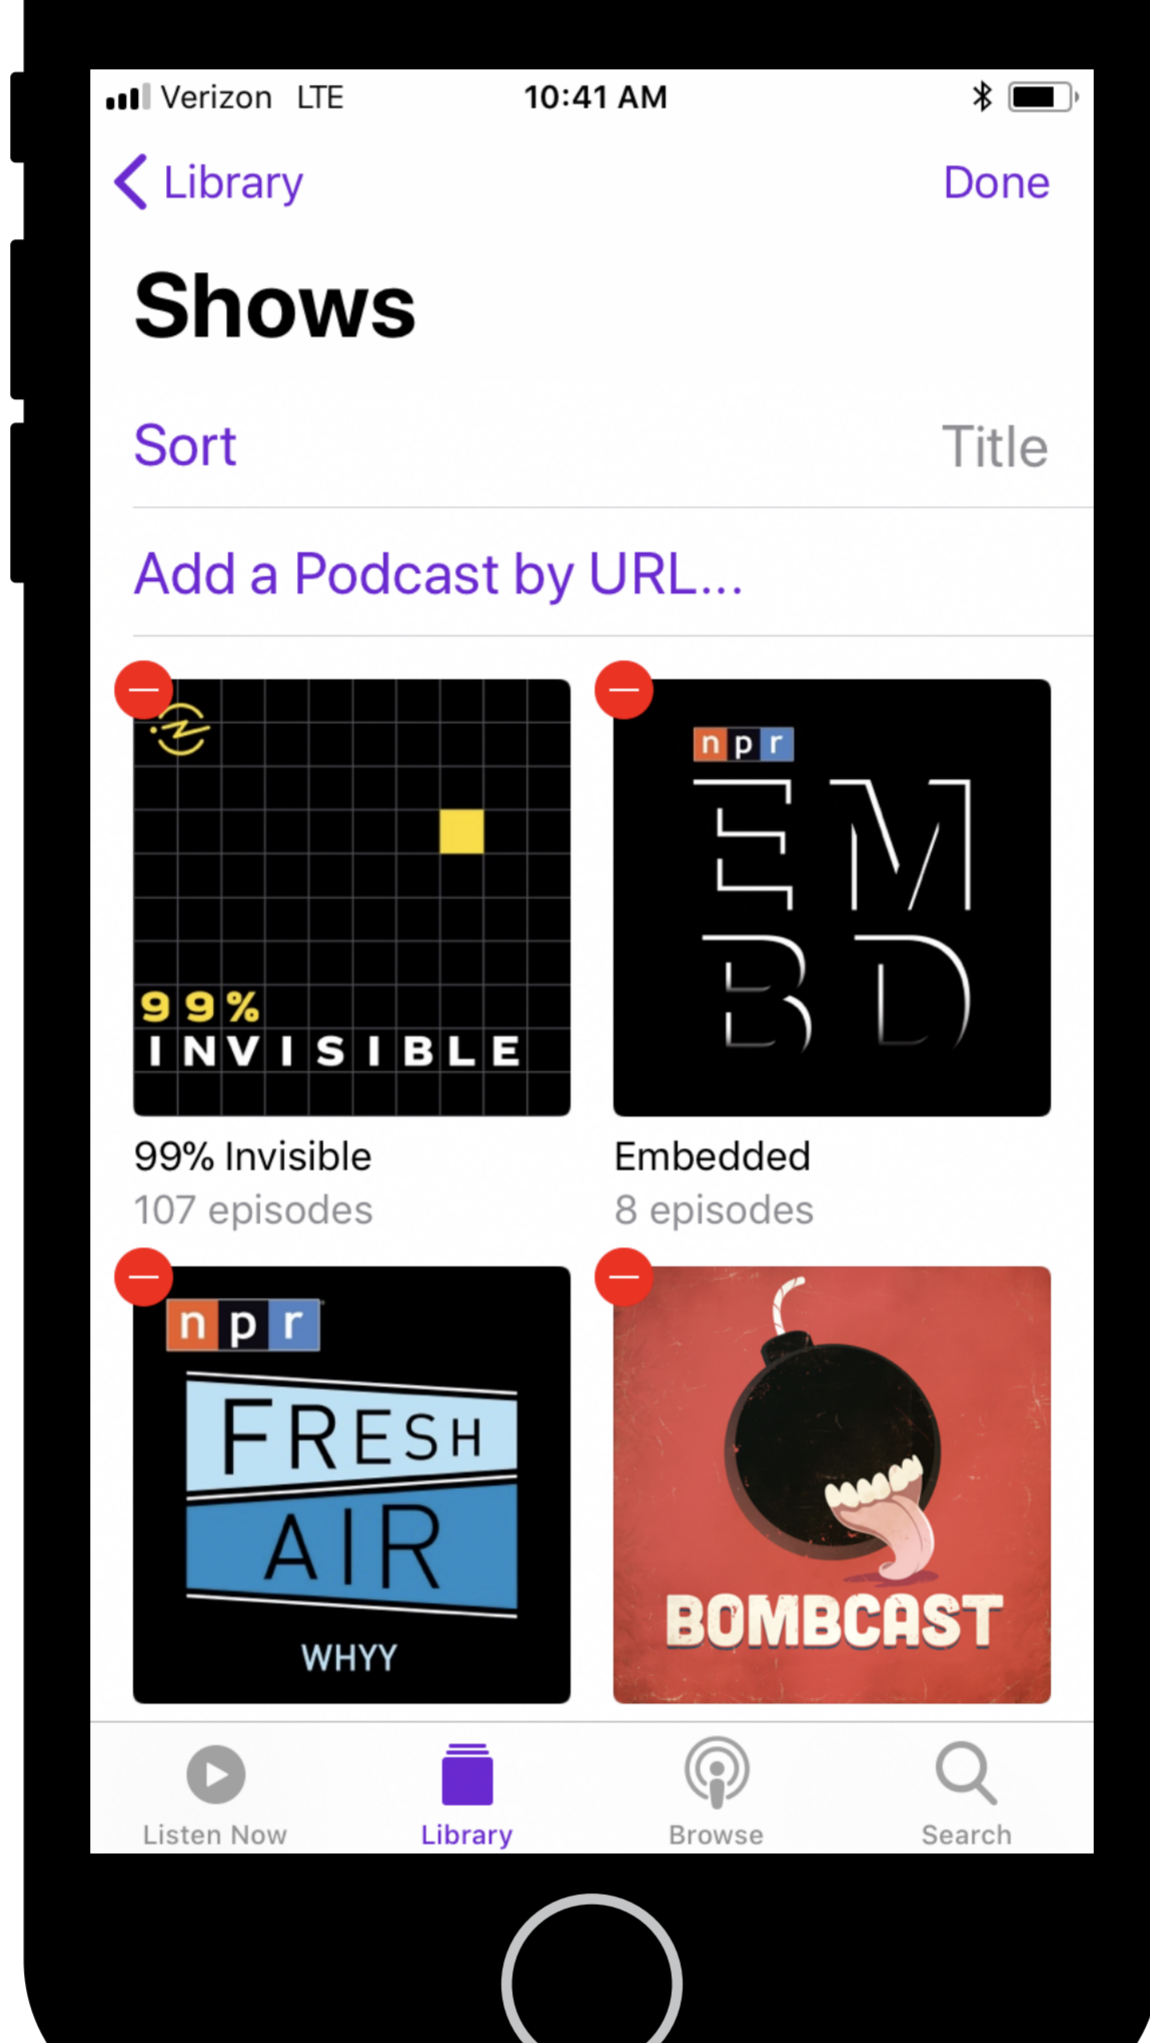 Verizon LTE 10:41 AM
Library Done
Shows
Sort Title
Add a Podcast by URL...
99%
INVISIBLE
npr
EM
BD
99% Invisible
107 episodes
Embedded
8 episodes
npr
FRESH
AIR
WHYY
BOMBCAST
Listen Now Library Browse Search